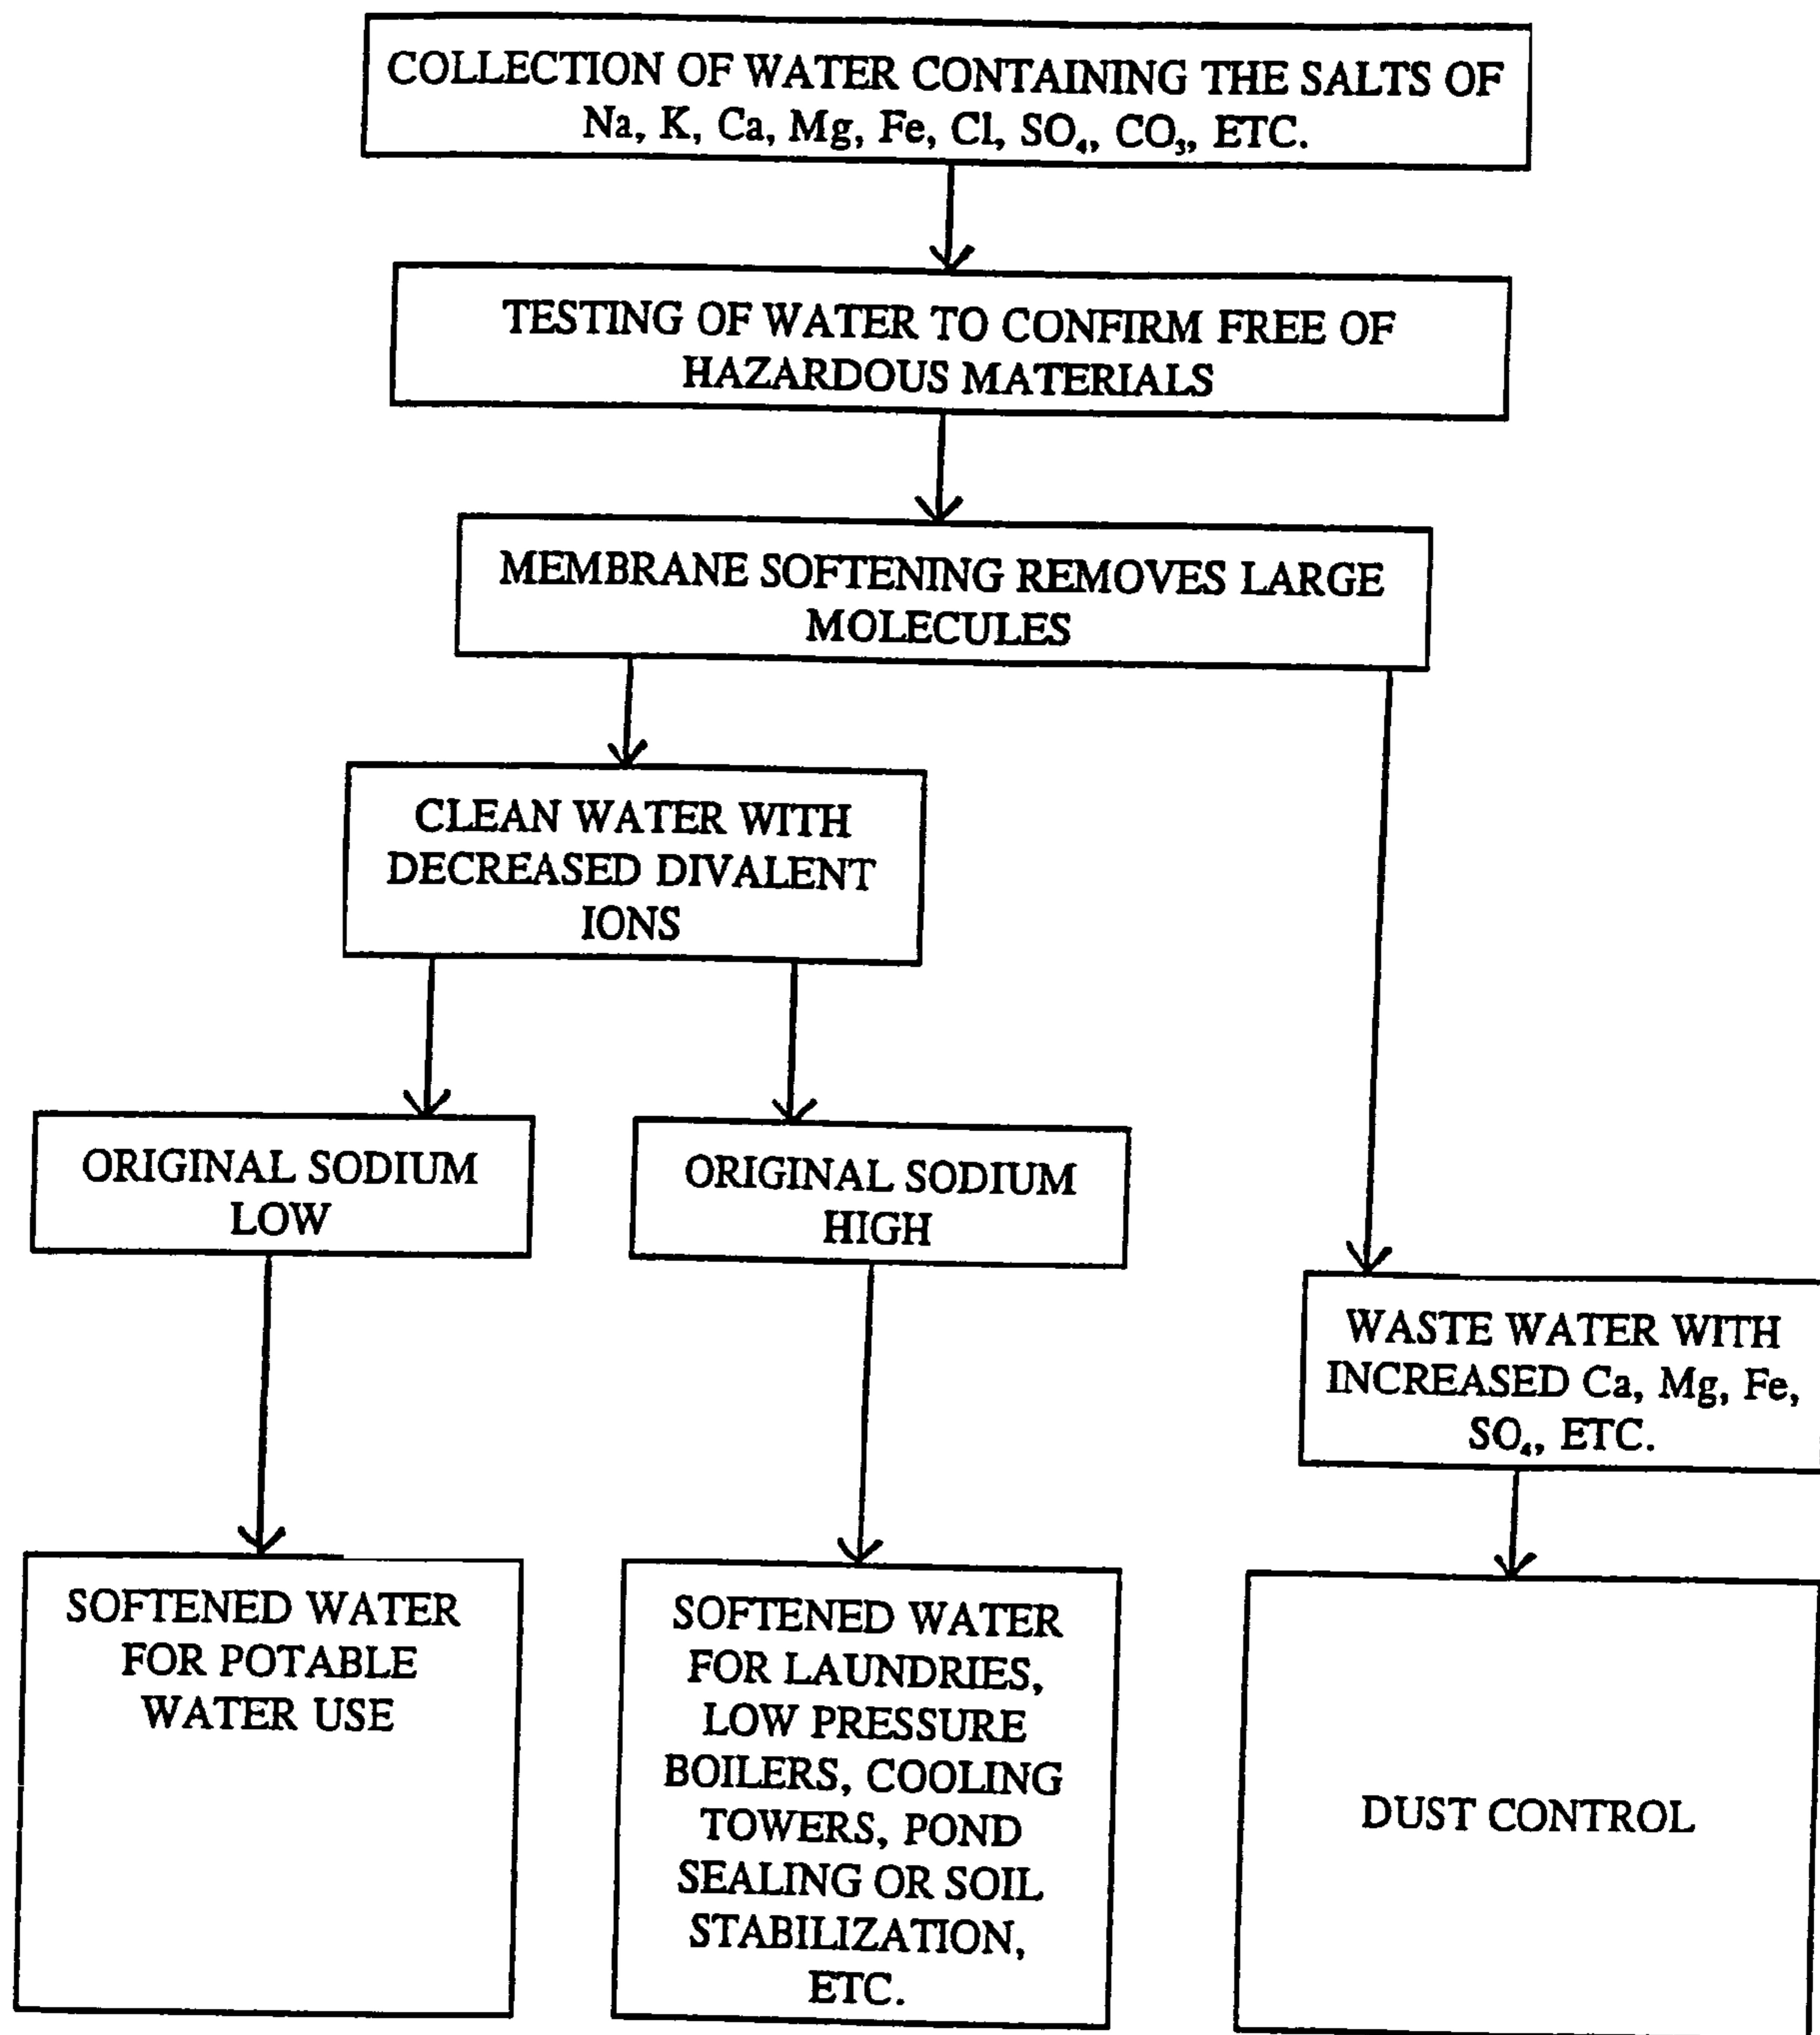 COLLECTION OF WATER CONTAINING THE SALTS OF
Na, K, Ca, Mg, Fe, Cl, SO₄, CO₃, ETC.
TESTING OF WATER TO CONFIRM FREE OF
HAZARDOUS MATERIALS
MEMBRANE SOFTENING REMOVES LARGE
MOLECULES
CLEAN WATER WITH
DECREASED DIVALENT
IONS
ORIGINAL SODIUM
LOW
ORIGINAL SODIUM
HIGH
WASTE WATER WITH
INCREASED Ca, Mg, Fe,
SO₄, ETC.
SOFTENED WATER
FOR POTABLE
WATER USE
SOFTENED WATER
FOR LAUNDRIES,
LOW PRESSURE
BOILERS, COOLING
TOWERS, POND
SEALING OR SOIL
STABILIZATION,
ETC.
DUST CONTROL